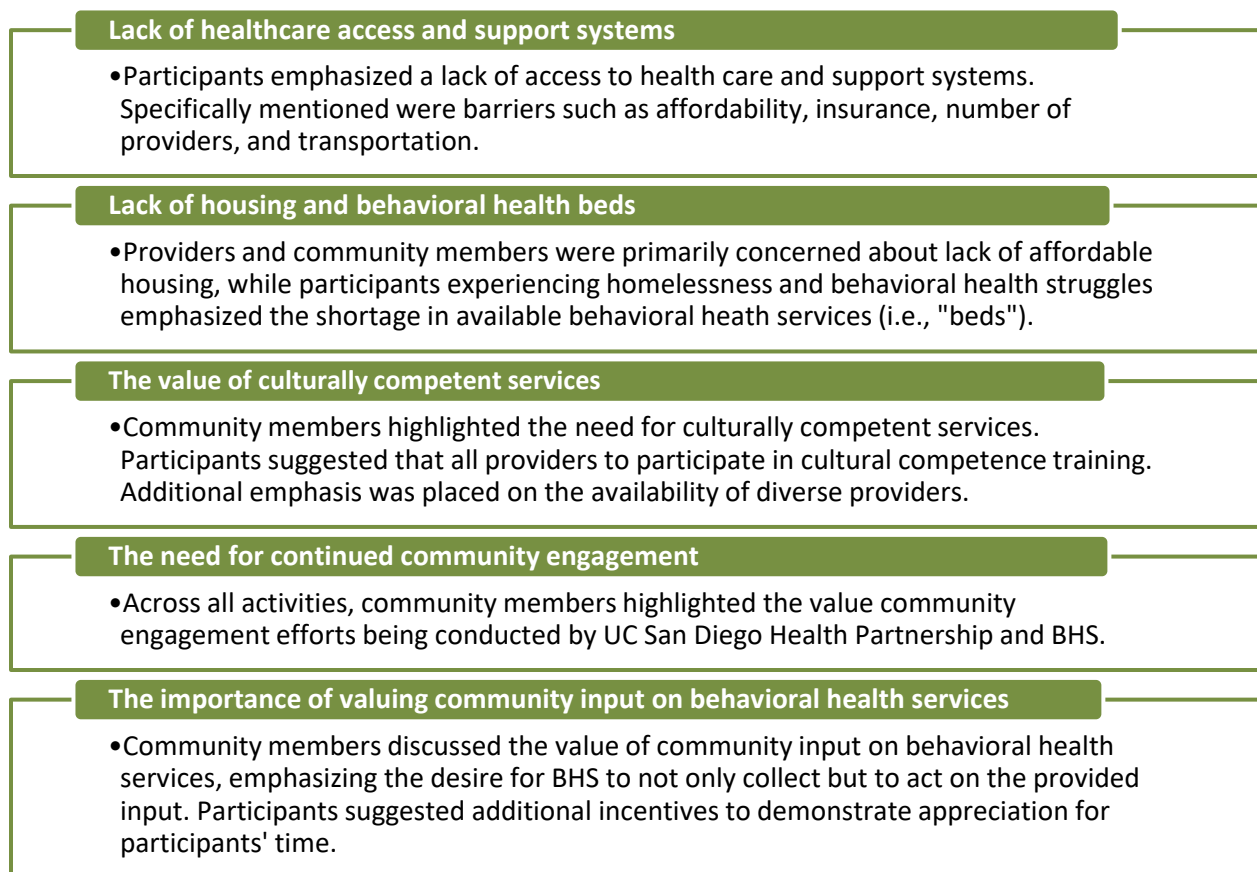 Lack of healthcare access and support systems
•Participants emphasized a lack of access to health care and support systems.
Specifically mentioned were barriers such as affordability, insurance, number of
providers, and transportation.
Lack of housing and behavioral health beds
•Providers and community members were primarily concerned about lack of affordable
housing, while participants experiencing homelessness and behavioral health struggles
emphasized the shortage in available behavioral heath services (i.e., "beds").
The value of culturally competent services
•Community members highlighted the need for culturally competent services.
Participants suggested that all providers to participate in cultural competence training.
Additional emphasis was placed on the availability of diverse providers.
The need for continued community engagement
•Across all activities, community members highlighted the value community
engagement efforts being conducted by UC San Diego Health Partnership and BHS.
The importance of valuing community input on behavioral health services
•Community members discussed the value of community input on behavioral health
services, emphasizing the desire for BHS to not only collect but to act on the provided
input. Participants suggested additional incentives to demonstrate appreciation for
participants' time.